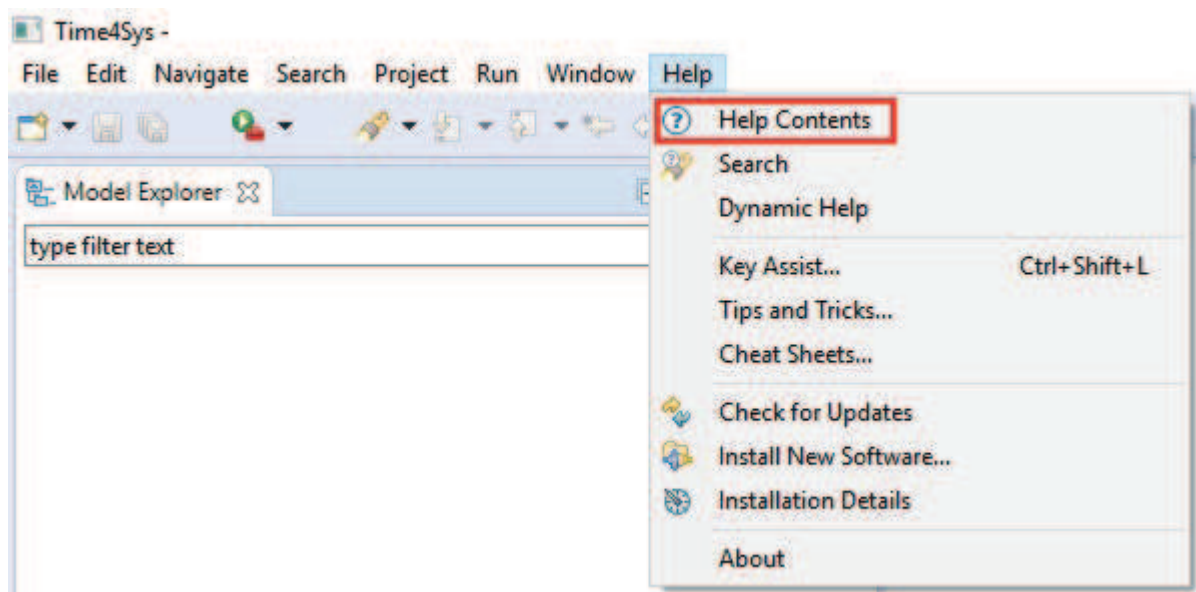 Time4Sys -
File Edit Navigate Search Project Run Window Help
Model Explorer
type filter text
Help Contents
Search
Dynamic Help
Key Assist... Ctrl+Shift+L
Tips and Tricks...
Cheat Sheets...
Check for Updates
Install New Software...
Installation Details
About